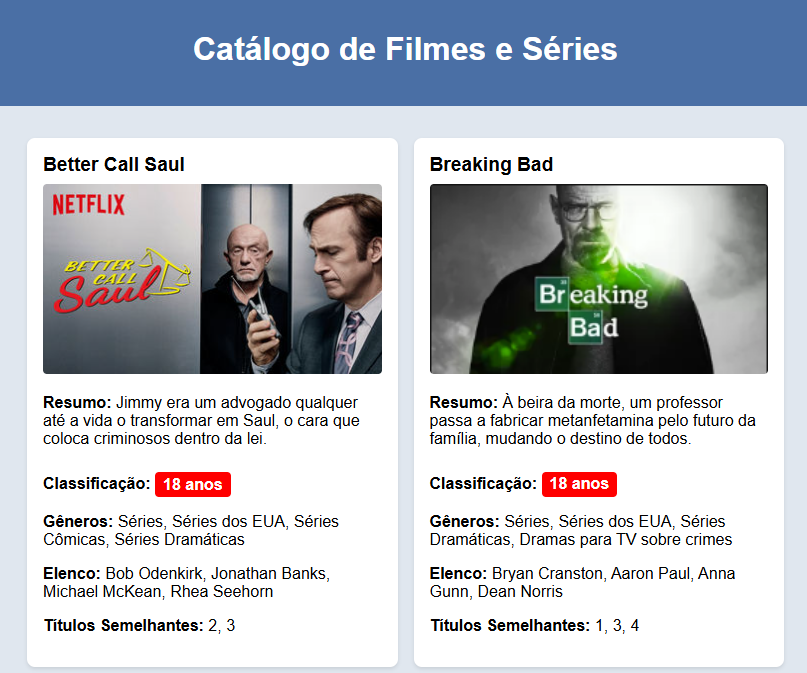 Catálogo de Filmes e Séries
Better Call Saul
NETFLIX
BETTER
CALL
Saul
Resumo: Jimmy era um advogado qualquer
até a vida o transformar em Saul, o cara que
coloca criminosos dentro da lei.
Classificação: 18 anos
Gêneros: Séries, Séries dos EUA, Séries
Cômicas, Séries Dramáticas
Elenco: Bob Odenkirk, Jonathan Banks,
Michael McKean, Rhea Seehorn
Títulos Semelhantes: 2, 3
Breaking Bad
Breaking
Bad
Resumo: À beira da morte, um professor
passa a fabricar metanfetamina pelo futuro da
família, mudando o destino de todos.
Classificação: 18 anos
Gêneros: Séries, Séries dos EUA, Séries
Dramáticas, Dramas para TV sobre crimes
Elenco: Bryan Cranston, Aaron Paul, Anna
Gunn, Dean Norris
Títulos Semelhantes: 1, 3, 4